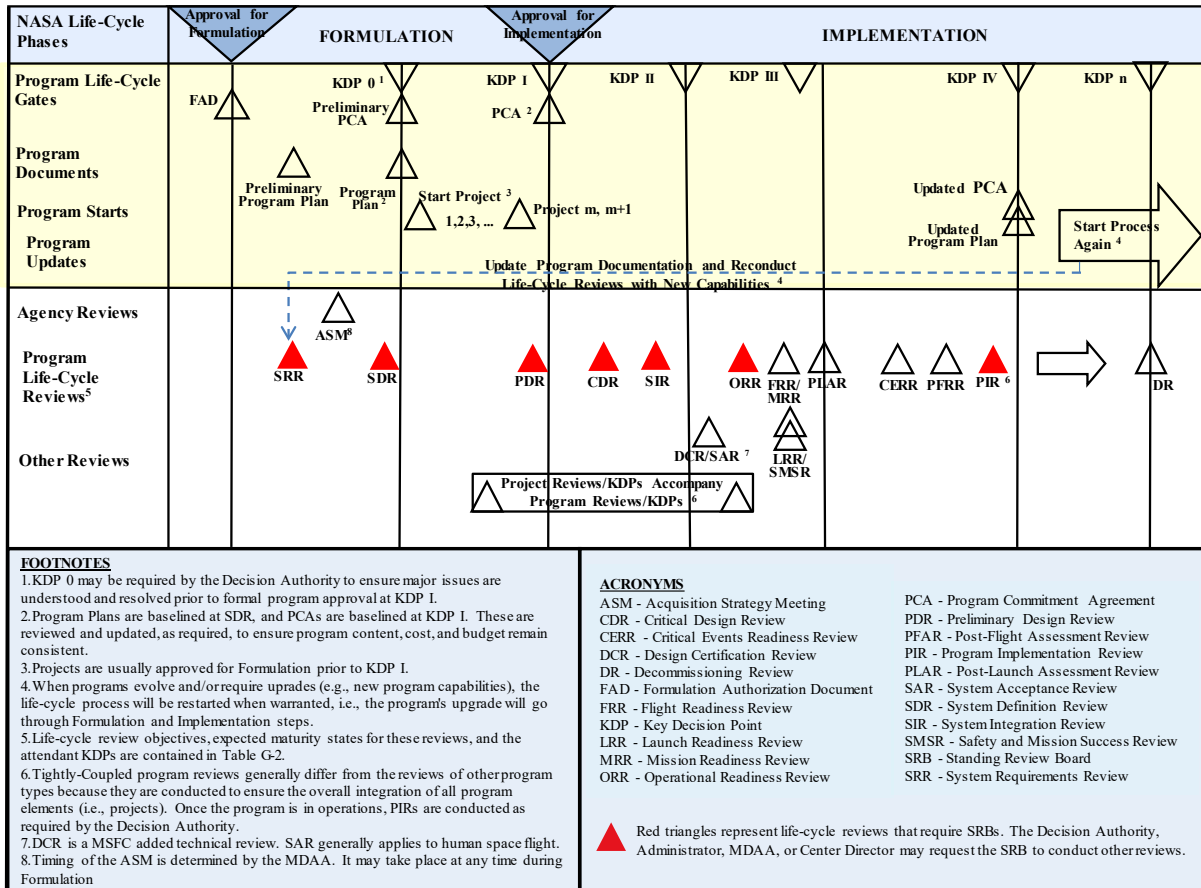 NASA Life-Cycle
Phases
Approval for
Formulation
FORMULATION
Approval for
Implementation
IMPLEMENTATION
Program Life-Cycle
Gates
FAD
KDP 0 1
Preliminary
PCA
KDP I
PCA 2
KDP II
KDP III
KDP IV
KDP n
Program
Documents
Preliminary
Program Plan
Program
Plan 2
Program Starts
Start Project 3
1,2,3, ...
Project m, m+1
Program
Updates
Updated PCA
Updated
Program Plan
Start Process
Again 4
Update Program Documentation and Reconduct
Life-Cycle Reviews with New Capabilities 4
Agency Reviews
ASM8
Program
Life-Cycle
Reviews5
SRR
SDR
PDR
CDR
SIR
ORR
FRR/
MRR
PLAR
CERR
PFRR
PIR 6
DR
Other Reviews
DCR/SAR 7
LRR/
SMSR
Project Reviews/KDPs Accompany
Program Reviews/KDPs 6
FOOTNOTES
1.KDP 0 may be required by the Decision Authority to ensure major issues are
understood and resolved prior to formal program approval at KDP I.
2.Program Plans are baselined at SDR, and PCAs are baselined at KDP I. These are
reviewed and updated, as required, to ensure program content, cost, and budget remain
consistent.
3.Projects are usually approved for Formulation prior to KDP I.
4.When programs evolve and/or require uprades (e.g., new program capabilities), the
life-cycle process will be restarted when warranted, i.e., the program's upgrade will go
through Formulation and Implementation steps.
5.Life-cycle review objectives, expected maturity states for these reviews, and the
attendant KDPs are contained in Table G-2.
6.Tightly-Coupled program reviews generally differ from the reviews of other program
types because they are conducted to ensure the overall integration of all program
elements (i.e., projects). Once the program is in operations, PIRs are conducted as
required by the Decision Authority.
7.DCR is a MSFC added technical review. SAR generally applies to human space flight.
8.Timing of the ASM is determined by the MDAA. It may take place at any time during
Formulation
ACRONYMS
ASM - Acquisition Strategy Meeting
CDR - Critical Design Review
CERR - Critical Events Readiness Review
DCR - Design Certification Review
DR - Decommissioning Review
FAD - Formulation Authorization Document
FRR - Flight Readiness Review
KDP - Key Decision Point
LRR - Launch Readiness Review
MRR - Mission Readiness Review
ORR - Operational Readiness Review
PCA - Program Commitment Agreement
PDR - Preliminary Design Review
PFAR - Post-Flight Assessment Review
PIR - Program Implementation Review
PLAR - Post-Launch Assessment Review
SAR - System Acceptance Review
SDR - System Definition Review
SIR - System Integration Review
SMSR - Safety and Mission Success Review
SRB - Standing Review Board
SRR - System Requirements Review
Red triangles represent life-cycle reviews that require SRBs. The Decision Authority,
Administrator, MDAA, or Center Director may request the SRB to conduct other reviews.